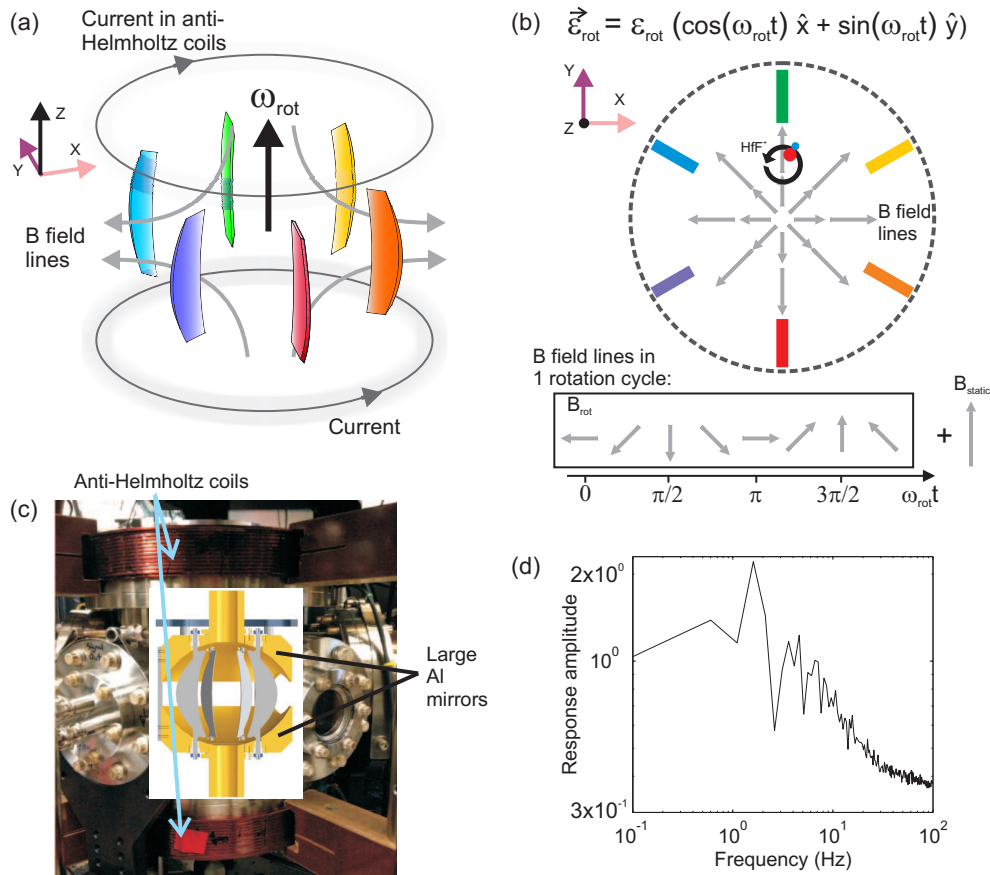 (a)
Current in anti-
Helmholtz coils
ω_rot
Z
Y
X
B field
lines
Current
(b)
ε⃗_rot = ε_rot (cos(ω_rot t) x̂ + sin(ω_rot t) ŷ)
Y
X
Z
HfF⁺
B field
lines
B field lines in
1 rotation cycle:
B_rot
B_static
+
0
π/2
π
3π/2
ω_rot t
(c)
Anti-Helmholtz coils
Large
Al
mirrors
(d)
Response amplitude
2x10⁰
10⁰
3x10⁻¹
10⁻¹
10⁰
10¹
10²
Frequency (Hz)